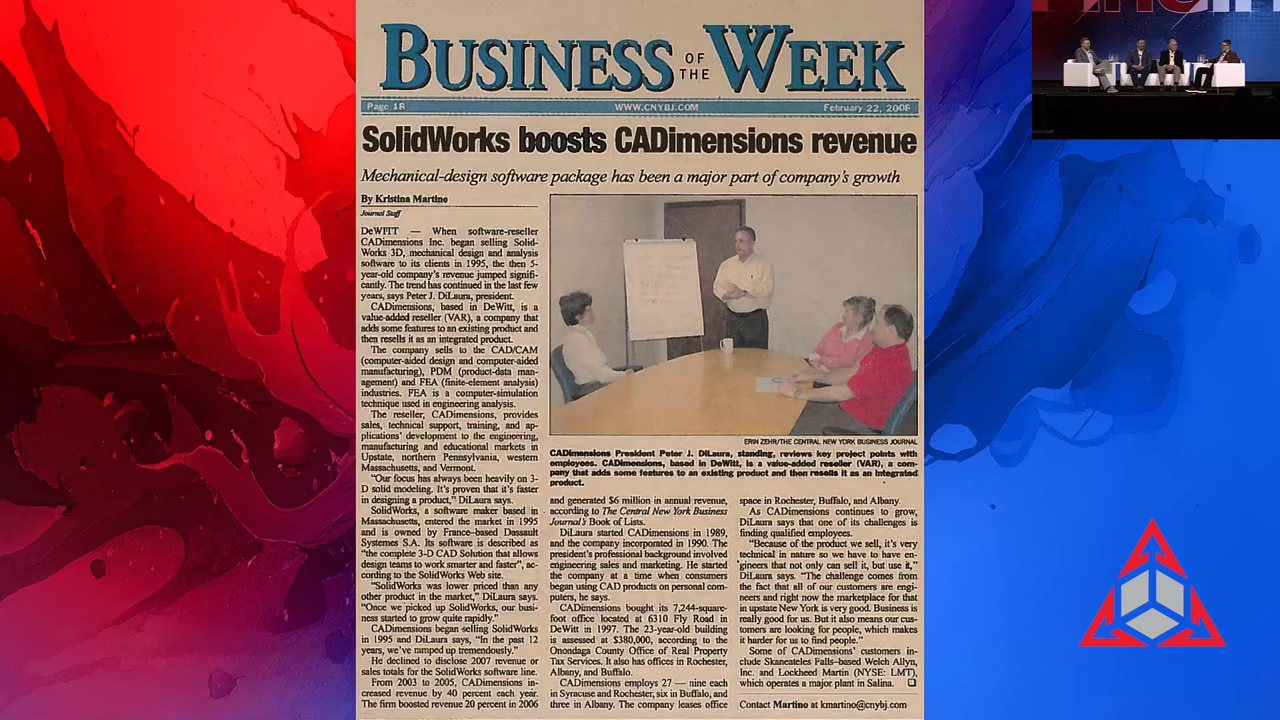 BUSINESS OF THE WEEK
Page 18
WWW.CNYBJ.COM
February 22, 2008
SolidWorks boosts CADimensions revenue
Mechanical-design software package has been a major part of company's growth
By Kristina Martino
Journal Staff
DeWITT — When software-reseller
CADimensions Inc. began selling Solid-
Works 3D, mechanical design and analysis
software to its clients in 1995, the then 5-
year-old company's revenue jumped signifi-
cantly. The trend has continued in the last few
years, says Peter J. DiLaura, president.
CADimensions, based in DeWitt, is a
value-added reseller (VAR), a company that
adds some features to an existing product and
then resells it as an integrated product.
The company sells to the CAD/CAM
(computer-aided design and computer-aided
manufacturing), PDM (product-data man-
agement) and FEA (finite-element analysis)
industries. FEA is a computer-simulation
technique used in engineering analysis.
The reseller, CADimensions, provides
sales, technical support, training, and ap-
plications' development to the engineering,
manufacturing and educational markets in
Upstate, northern Pennsylvania, western
Massachusetts, and Vermont.
"Our focus has always been heavily on 3-
D solid modeling. It's proven that it's faster
in designing a product," DiLaura says.
SolidWorks, a software maker based in
Massachusetts, entered the market in 1995
and is owned by France–based Dassault
Systemes S.A. Its software is described as
"the complete 3-D CAD Solution that allows
design teams to work smarter and faster", ac-
cording to the SolidWorks Web site.
"SolidWorks was lower priced than any
other product in the market," DiLaura says.
"Once we picked up SolidWorks, our busi-
ness started to grow quite rapidly."
CADimensions began selling SolidWorks
in 1995 and DiLaura says, "in the past 12
years, we've ramped up tremendously."
He declined to disclose 2007 revenue or
sales totals for the SolidWorks software line.
From 2003 to 2005, CADimensions in-
creased revenue by 40 percent each year.
The firm boosted revenue 20 percent in 2006
ERIN ZEHR/THE CENTRAL NEW YORK BUSINESS JOURNAL
CADimensions President Peter J. DiLaura, standing, reviews key project points with
employees. CADimensions, based in DeWitt, is a value-added reseller (VAR), a com-
pany that adds some features to an existing product and then resells it as an integrated
product.
and generated $6 million in annual revenue,
according to The Central New York Business
Journal's Book of Lists.
DiLaura started CADimensions in 1989,
and the company incorporated in 1990. The
president's professional background involved
engineering sales and marketing. He started
the company at a time when consumers
began using CAD products on personal com-
puters, he says.
CADimensions bought its 7,244-square-
foot office located at 6310 Fly Road in
DeWitt in 1997. The 23-year-old building
is assessed at $380,000, according to the
Onondaga County Office of Real Property
Tax Services. It also has offices in Rochester,
Albany, and Buffalo.
CADimensions employs 27 — nine each
in Syracuse and Rochester, six in Buffalo, and
three in Albany. The company leases office
space in Rochester, Buffalo, and Albany.
As CADimensions continues to grow,
DiLaura says that one of its challenges is
finding qualified employees.
"Because of the product we sell, it's very
technical in nature so we have to have en-
gineers that not only can sell it, but use it,"
DiLaura says. "The challenge comes from
the fact that all of our customers are engi-
neers and right now the marketplace for that
in upstate New York is very good. Business is
really good for us. But it also means our cus-
tomers are looking for people, which makes
it harder for us to find people."
Some of CADimensions' customers in-
clude Skaneateles Falls–based Welch Allyn,
Inc. and Lockheed Martin (NYSE: LMT),
which operates a major plant in Salina.
Contact Martino at kmartino@cnybj.com